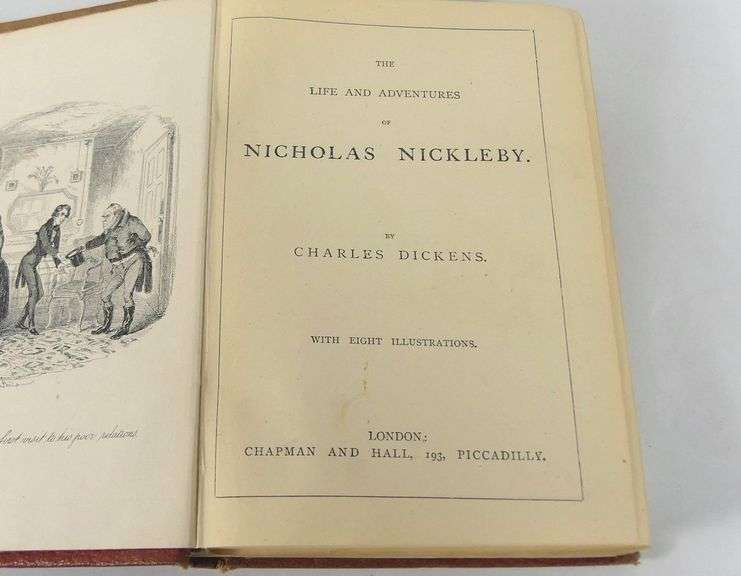 first visit to his poor relations.
THE
LIFE AND ADVENTURES
OF
NICHOLAS NICKLEBY.
BY
CHARLES DICKENS.
WITH EIGHT ILLUSTRATIONS.
LONDON:
CHAPMAN AND HALL, 193, PICCADILLY.